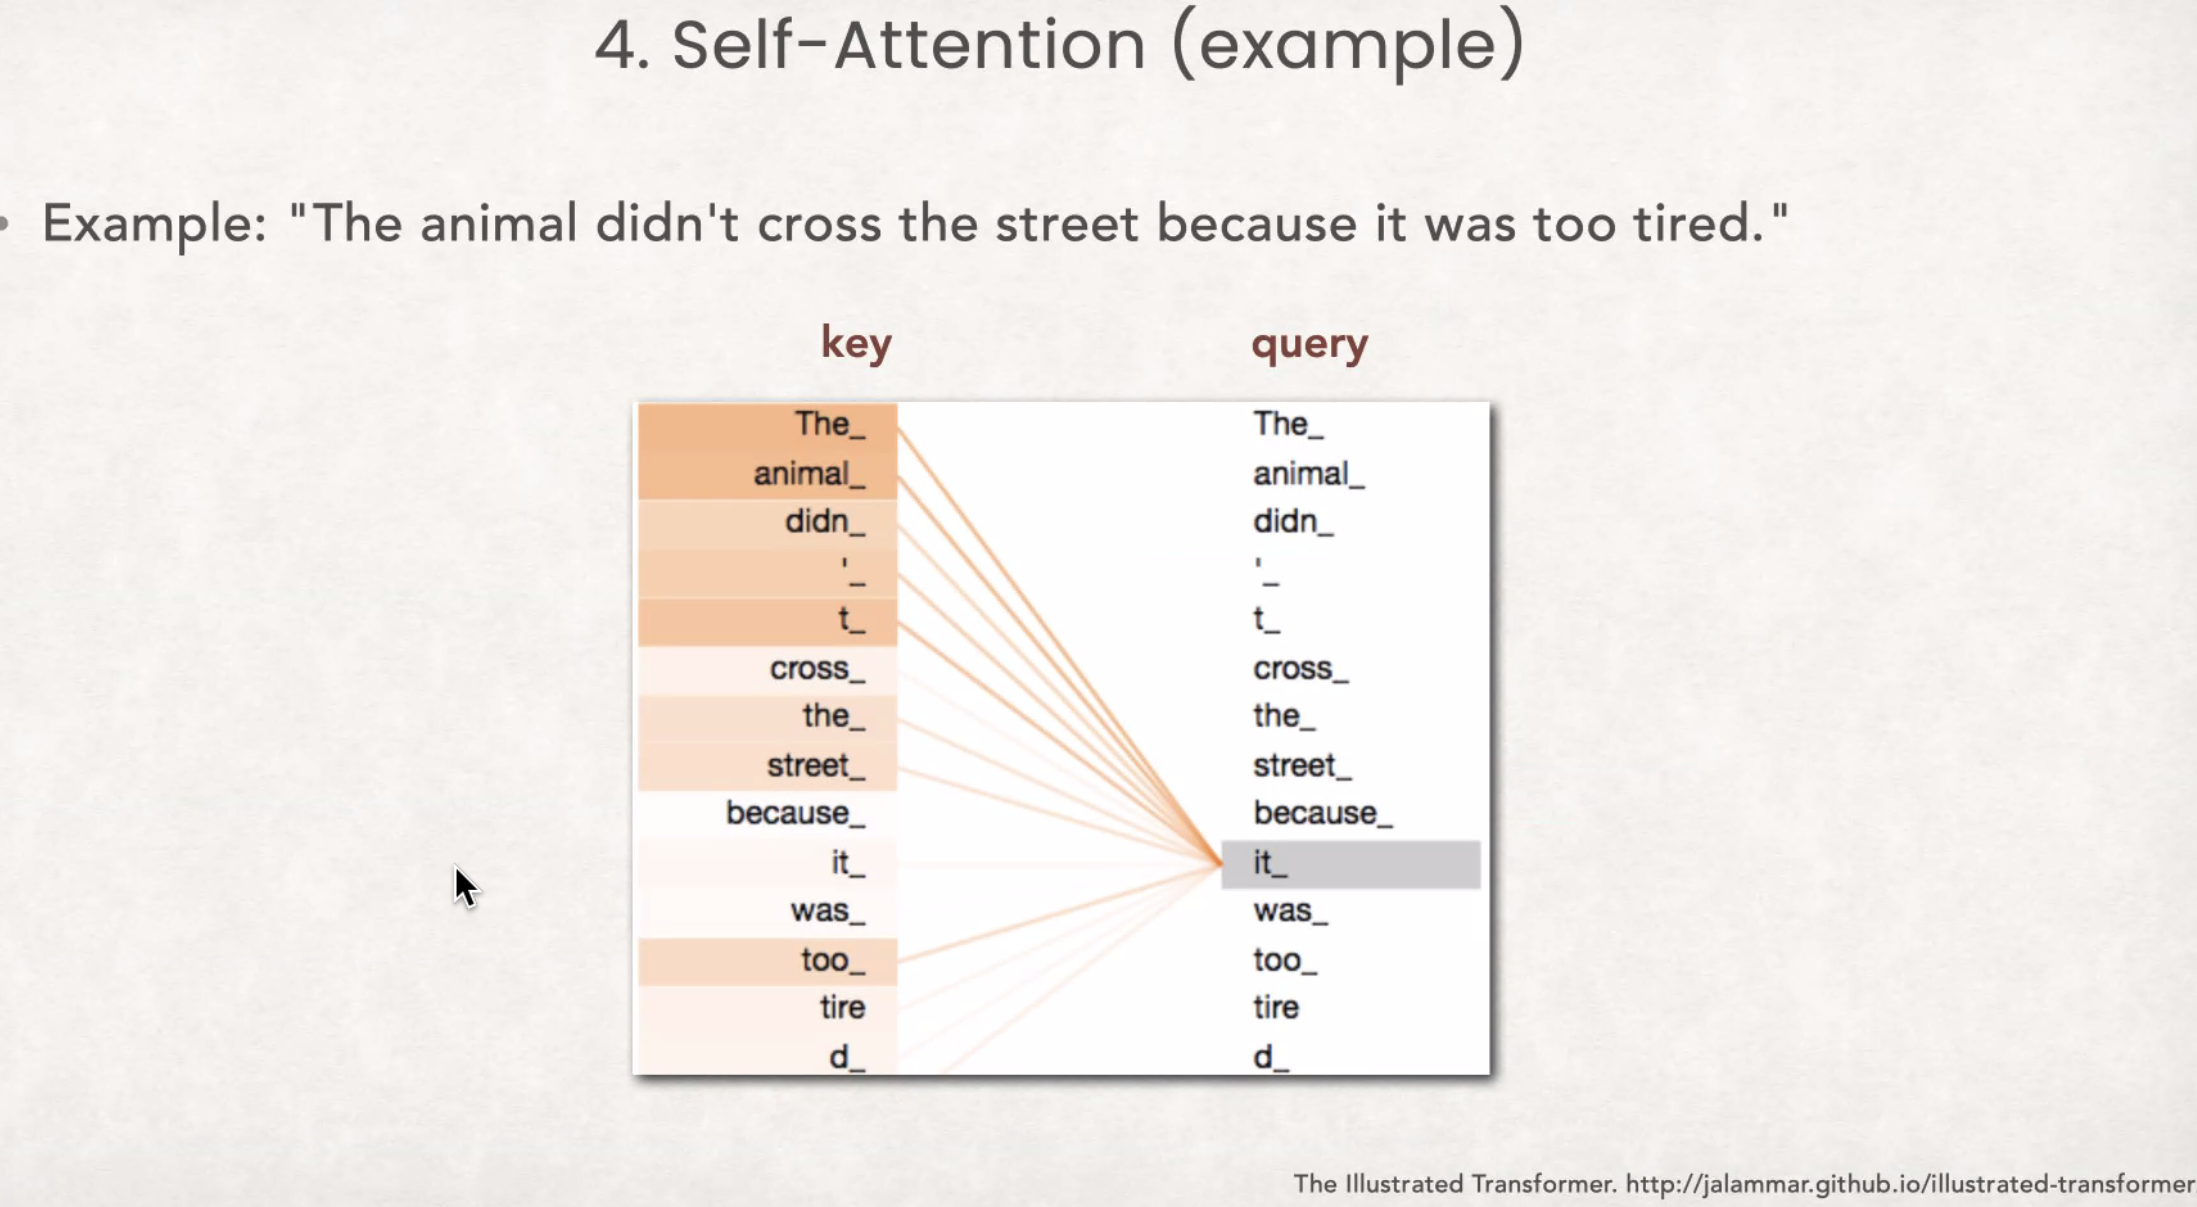 4. Self-Attention (example)
• Example: "The animal didn't cross the street because it was too tired."
key query
The_ The_
animal_ animal_
didn_ didn_
'_ '_
t_ t_
cross_ cross_
the_ the_
street_ street_
because_ because_
it_ it_
was_ was_
too_ too_
tire tire
d_ d_
The Illustrated Transformer. http://jalammar.github.io/illustrated-transformer